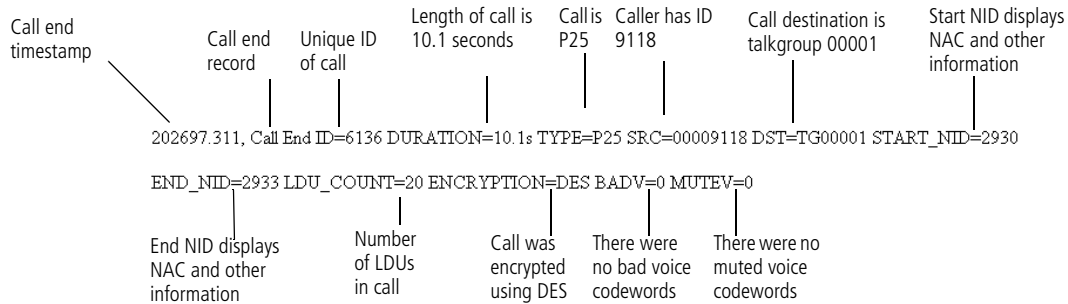 Call end
timestamp
Call end
record
Unique ID
of call
Length of call is
10.1 seconds
Call is
P25
Caller has ID
9118
Call destination is
talkgroup 00001
Start NID displays
NAC and other
information
202697.311, Call End ID=6136 DURATION=10.1s TYPE=P25 SRC=00009118 DST=TG00001 START_NID=2930
END_NID=2933 LDU_COUNT=20 ENCRYPTION=DES BADV=0 MUTEV=0
End NID displays
NAC and other
information
Number
of LDUs
in call
Call was
encrypted
using DES
There were
no bad voice
codewords
There were no
muted voice
codewords